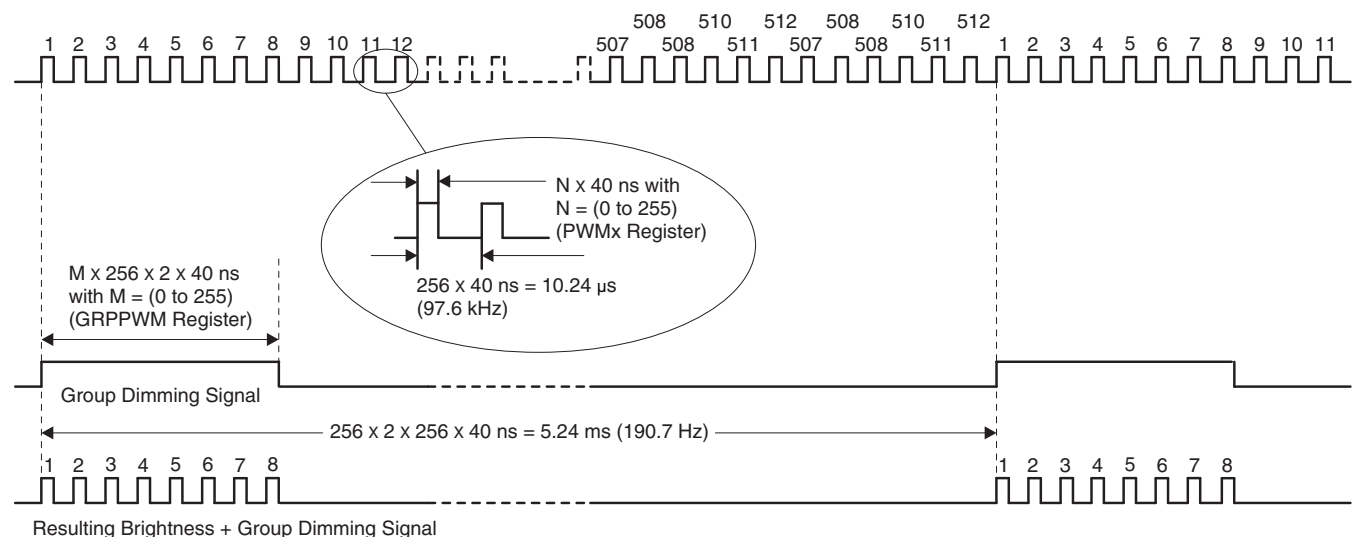 508 510 512 508 510 512
1 2 3 4 5 6 7 8 9 10 11 12 507 508 511 507 508 511 1 2 3 4 5 6 7 8 9 10 11
N x 40 ns with
N = (0 to 255)
(PWMx Register)
256 x 40 ns = 10.24 µs
(97.6 kHz)
M x 256 x 2 x 40 ns
with M = (0 to 255)
(GRPPWM Register)
Group Dimming Signal
256 x 2 x 256 x 40 ns = 5.24 ms (190.7 Hz)
1 2 3 4 5 6 7 8 1 2 3 4 5 6 7 8
Resulting Brightness + Group Dimming Signal